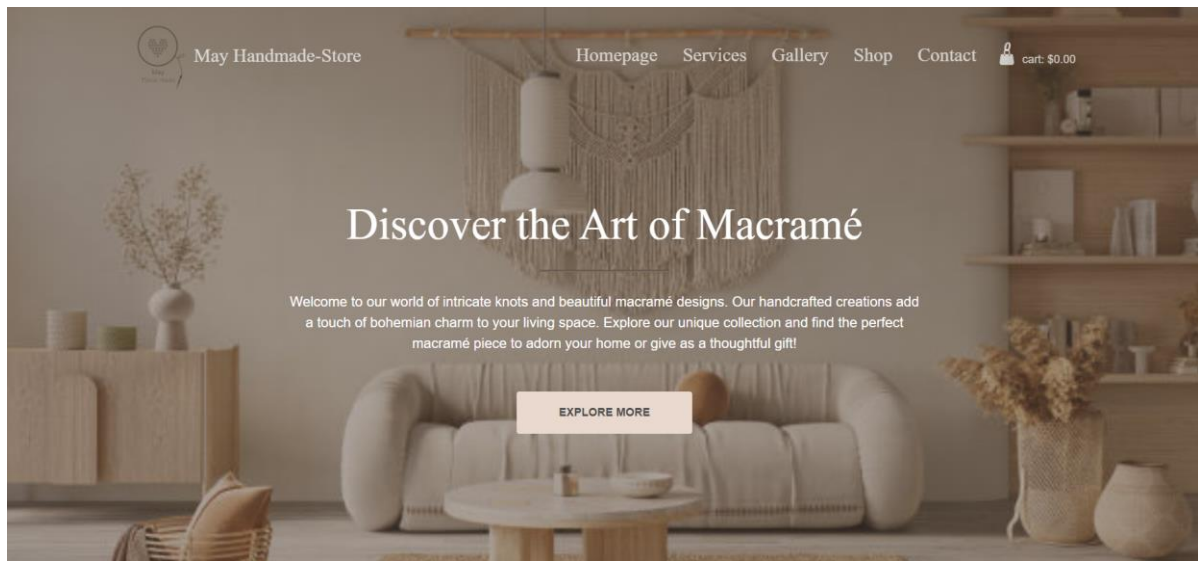 May Handmade-Store
Homepage Services Gallery Shop Contact cart: $0.00
May
Discover the Art of Macramé
Welcome to our world of intricate knots and beautiful macramé designs. Our handcrafted creations add
a touch of bohemian charm to your living space. Explore our unique collection and find the perfect
macramé piece to adorn your home or give as a thoughtful gift!
EXPLORE MORE